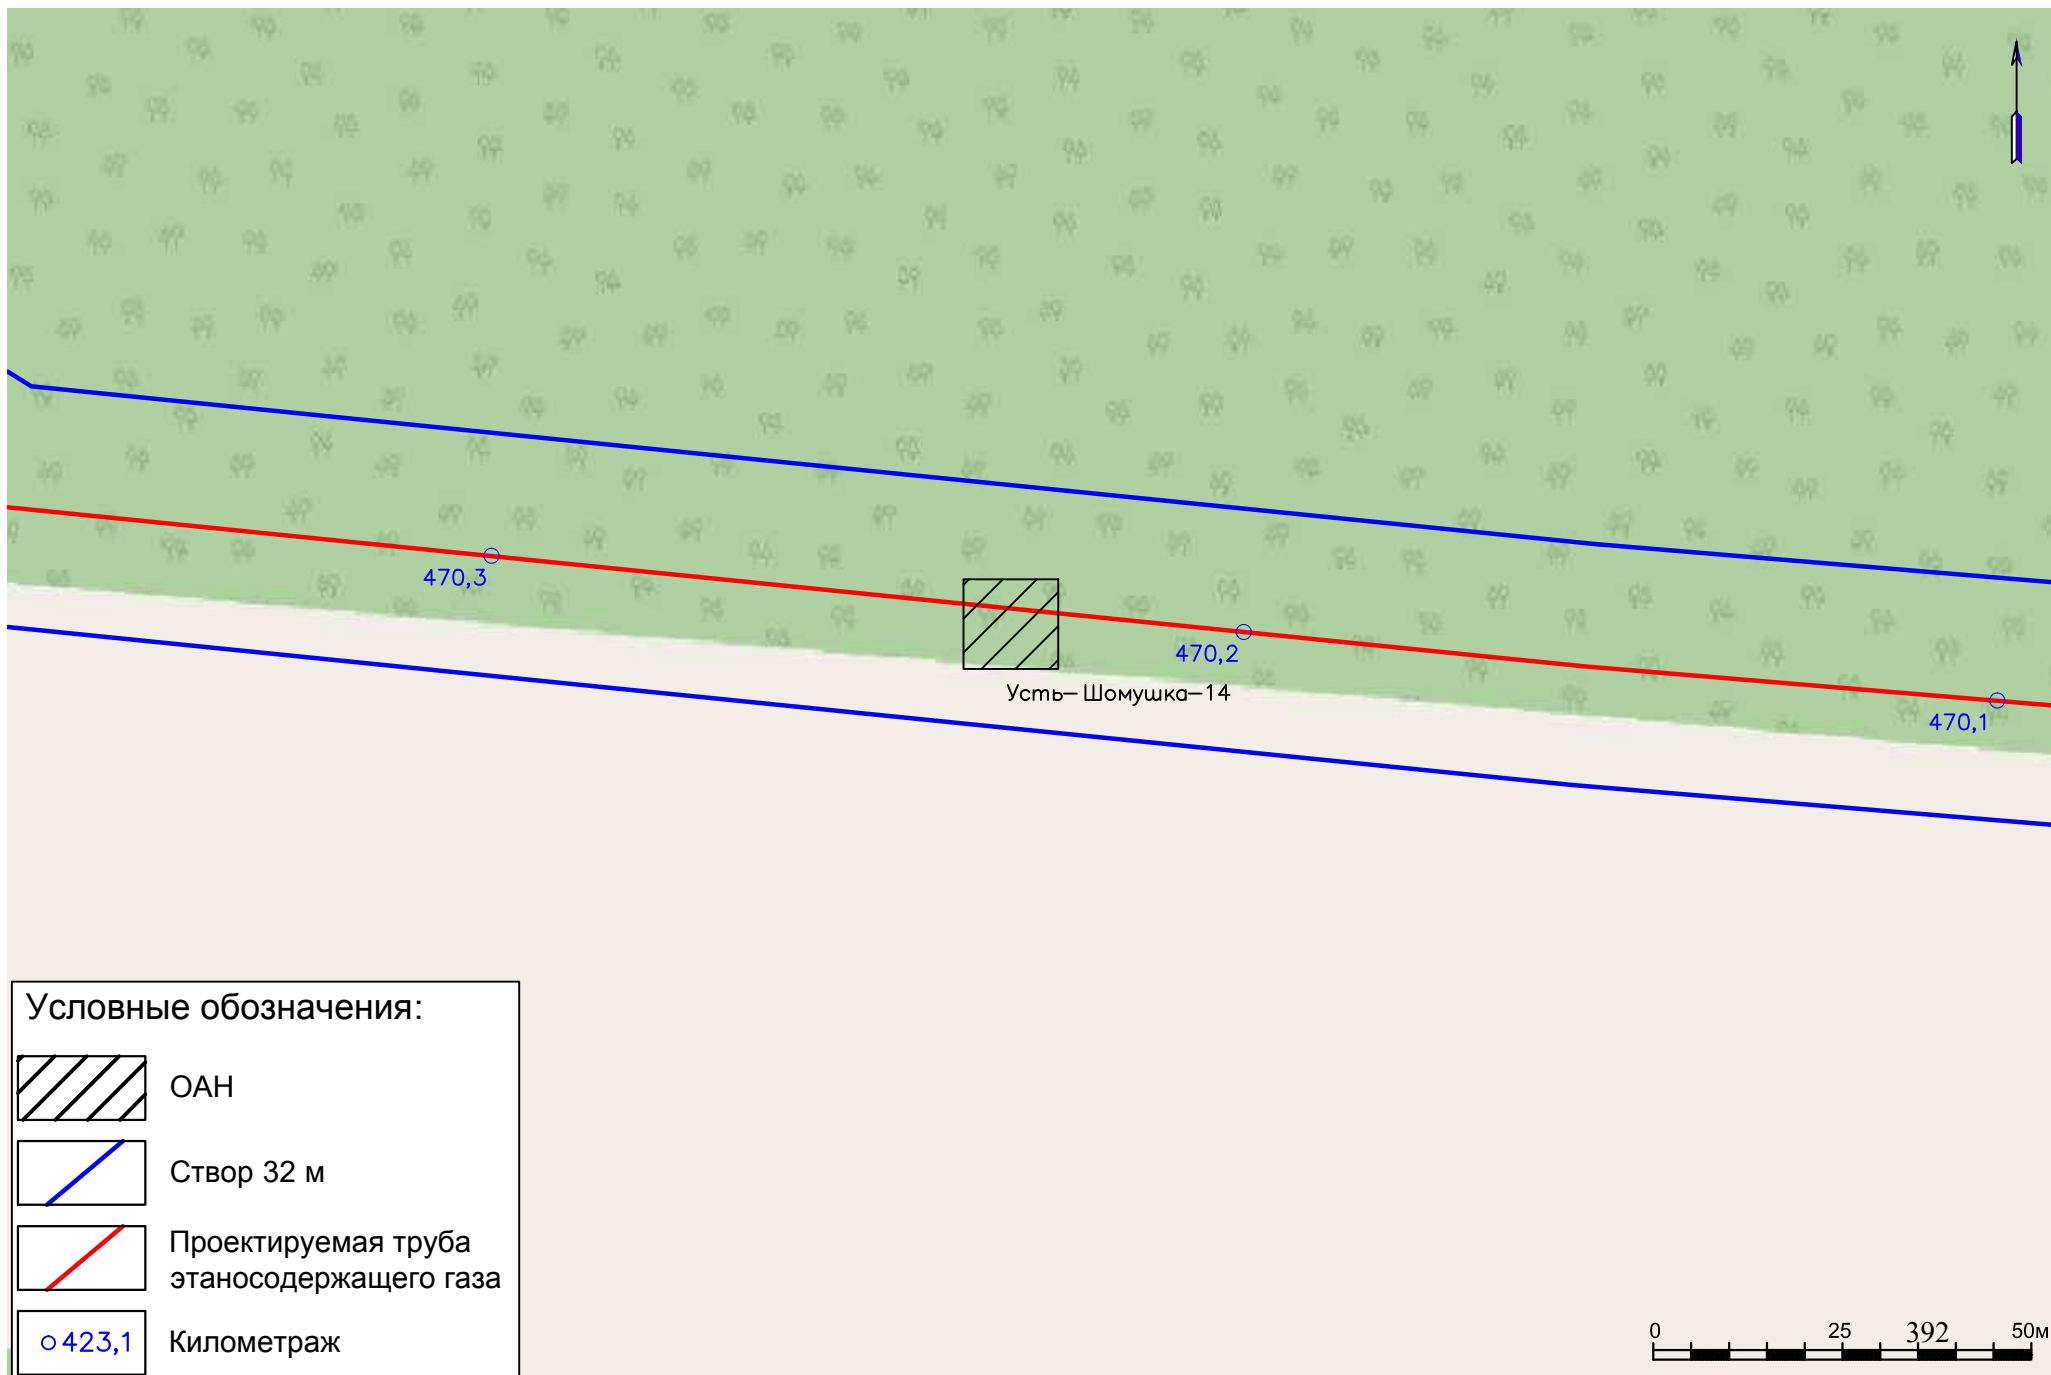 470,3
470,2
Усть-Шомушка-14
470,1
Условные обозначения:
ОАН
Створ 32 м
Проектируемая труба
этаносодержащего газа
423,1 Километраж
0 25 392 50м